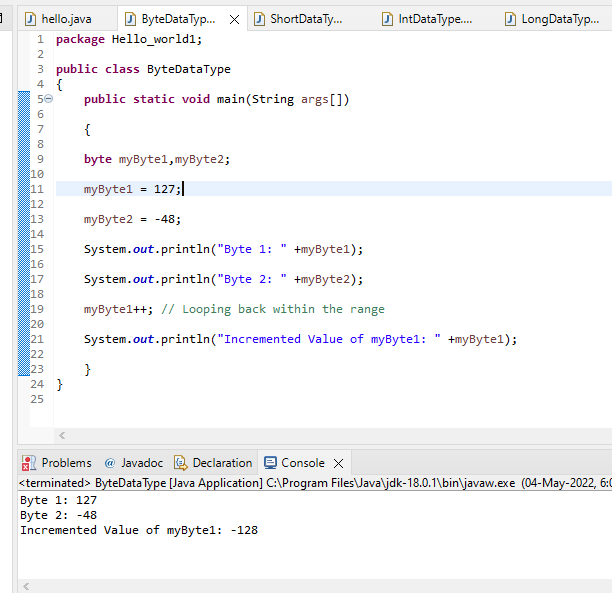 hello.java ByteDataTyp... ShortDataTy... IntDataType.... LongDataTyp...
1 package Hello_world1;
2
3 public class ByteDataType
4 {
5 public static void main(String args[])
6
7 {
8
9 byte myByte1,myByte2;
10
11 myByte1 = 127;
12
13 myByte2 = -48;
14
15 System.out.println("Byte 1: " +myByte1);
16
17 System.out.println("Byte 2: " +myByte2);
18
19 myByte1++; // Looping back within the range
20
21 System.out.println("Incremented Value of myByte1: " +myByte1);
22
23 }
24 }
25
Problems @ Javadoc Declaration Console
<terminated> ByteDataType [Java Application] C:\Program Files\Java\jdk-18.0.1\bin\javaw.exe (04-May-2022, 6:0
Byte 1: 127
Byte 2: -48
Incremented Value of myByte1: -128